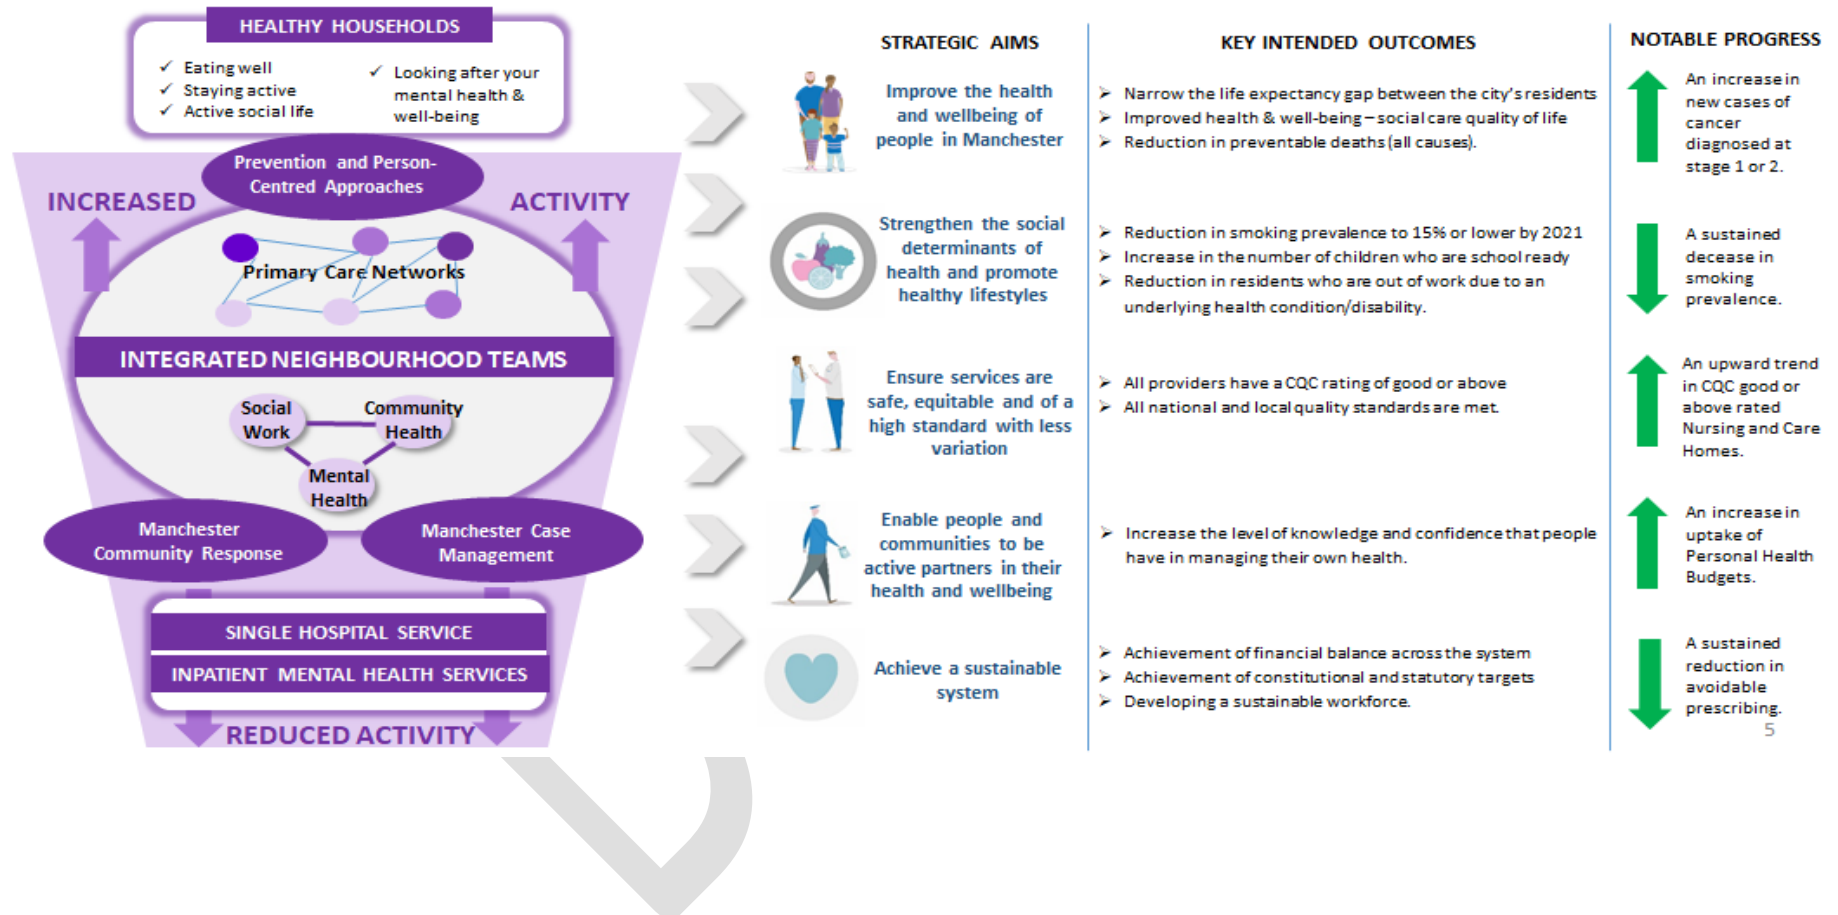 HEALTHY HOUSEHOLDS
✓ Eating well
✓ Staying active
✓ Active social life
✓ Looking after your
mental health &
well-being
Prevention and Person-
Centred Approaches
INCREASED ACTIVITY
Primary Care Networks
INTEGRATED NEIGHBOURHOOD TEAMS
Social
Work
Community
Health
Mental
Health
Manchester
Community Response
Manchester Case
Management
SINGLE HOSPITAL SERVICE
INPATIENT MENTAL HEALTH SERVICES
REDUCED ACTIVITY
STRATEGIC AIMS
KEY INTENDED OUTCOMES
NOTABLE PROGRESS
Improve the health
and wellbeing of
people in Manchester
➢ Narrow the life expectancy gap between the city's residents
➢ Improved health & well-being – social care quality of life
➢ Reduction in preventable deaths (all causes).
An increase in
new cases of
cancer
diagnosed at
stage 1 or 2.
Strengthen the social
determinants of
health and promote
healthy lifestyles
➢ Reduction in smoking prevalence to 15% or lower by 2021
➢ Increase in the number of children who are school ready
➢ Reduction in residents who are out of work due to an
underlying health condition/disability.
A sustained
decease in
smoking
prevalence.
Ensure services are
safe, equitable and of a
high standard with less
variation
➢ All providers have a CQC rating of good or above
➢ All national and local quality standards are met.
An upward trend
in CQC good or
above rated
Nursing and Care
Homes.
Enable people and
communities to be
active partners in their
health and wellbeing
➢ Increase the level of knowledge and confidence that people
have in managing their own health.
An increase in
uptake of
Personal Health
Budgets.
Achieve a sustainable
system
➢ Achievement of financial balance across the system
➢ Achievement of constitutional and statutory targets
➢ Developing a sustainable workforce.
A sustained
reduction in
avoidable
prescribing.
5